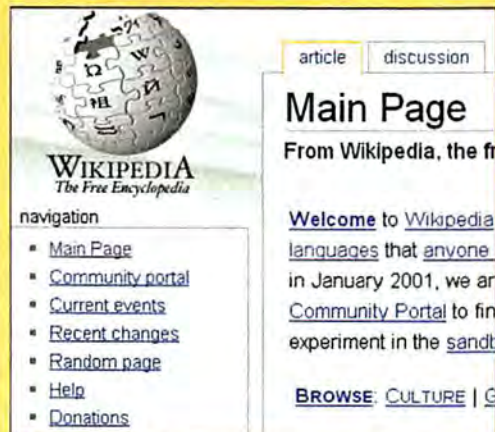 WIKIPEDIA
The Free Encyclopedia
navigation
Main Page
Community portal
Current events
Recent changes
Random page
Help
Donations
article
discussion
Main Page
From Wikipedia, the fr
Welcome to Wikipedia
languages that anyone
in January 2001, we ar
Community Portal to fin
experiment in the sandb
BROWSE: CULTURE | G